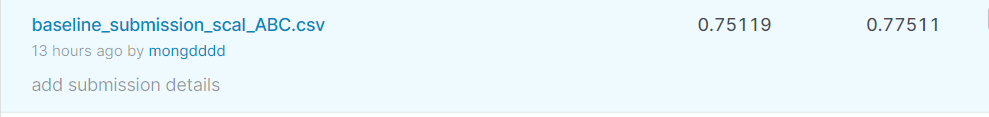 baseline_submission_scal_ABC.csv 0.75119 0.77511
13 hours ago by mongdddd
add submission details